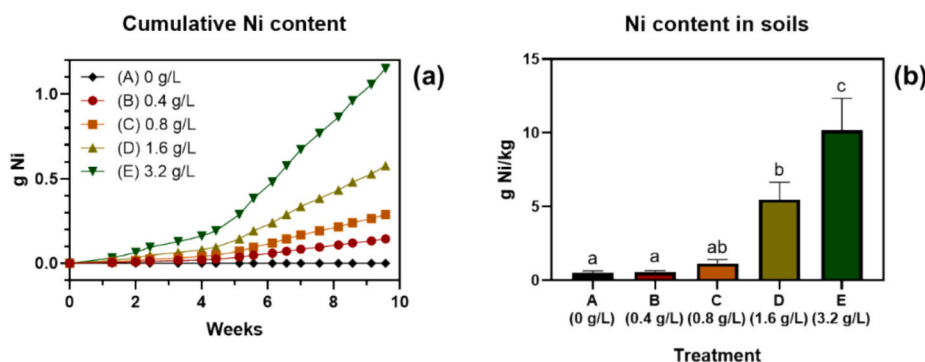 Cumulative Ni content
(a)
(A) 0 g/L
(B) 0.4 g/L
(C) 0.8 g/L
(D) 1.6 g/L
(E) 3.2 g/L
1.0
0.5
0.0
g Ni
0 2 4 6 8 10
Weeks
Ni content in soils
(b)
15
10
5
0
g Ni/kg
a a ab b c
A B C D E
(0 g/L) (0.4 g/L) (0.8 g/L) (1.6 g/L) (3.2 g/L)
Treatment